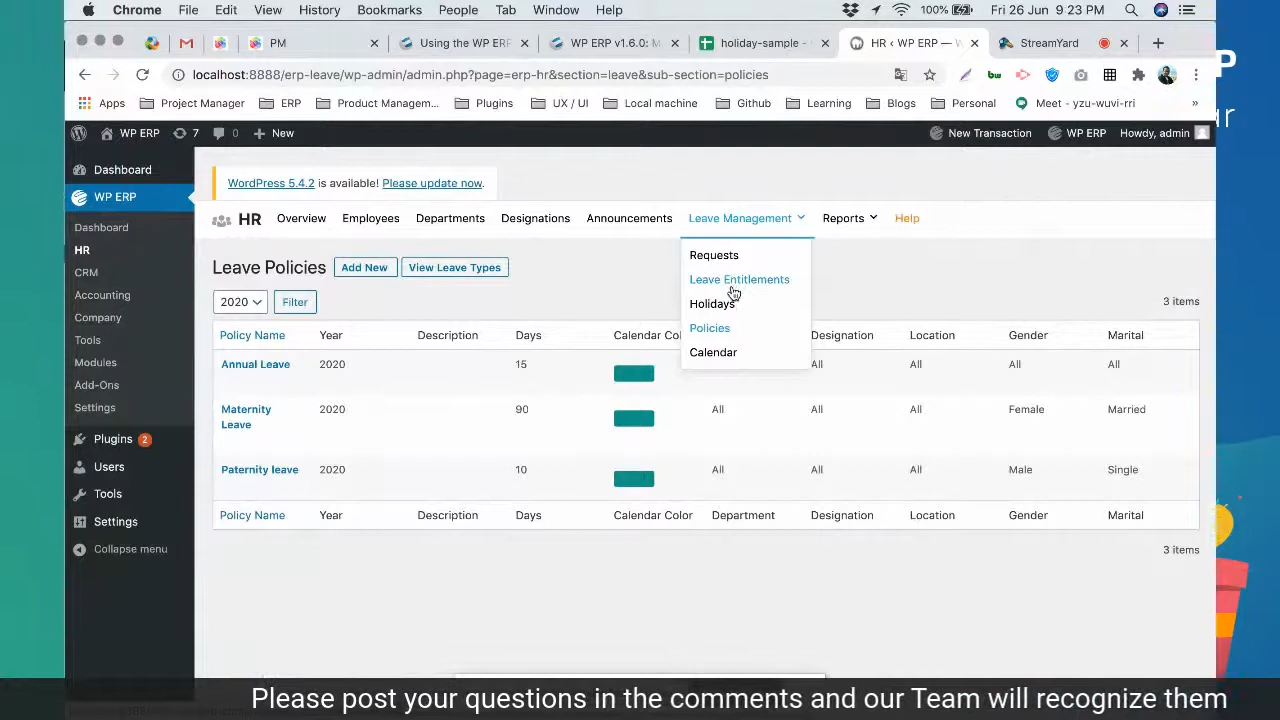 Chrome File Edit View History Bookmarks People Tab Window Help 100% Fri 26 Jun 9:23 PM
PM Using the WP ERP WP ERP v1.6.0: M holiday-sample - HR ‹ WP ERP — StreamYard
localhost:8888/erp-leave/wp-admin/admin.php?page=erp-hr&section=leave&sub-section=policies
Apps Project Manager ERP Product Managem... Plugins UX / UI Local machine Github Learning Blogs Personal Meet - yzu-wuvi-rri »
WP ERP 7 0 New New Transaction WP ERP Howdy, admin
Dashboard
WP ERP
Dashboard
HR
CRM
Accounting
Company
Tools
Modules
Add-Ons
Settings
Plugins 2
Users
Tools
Settings
Collapse menu
WordPress 5.4.2 is available! Please update now.
HR Overview Employees Departments Designations Announcements Leave Management Reports Help
Requests
Leave Entitlements
Holidays
Policies
Calendar
Leave Policies Add New View Leave Types
2020 Filter 3 items
Policy Name Year Description Days Calendar Co Designation Location Gender Marital
Annual Leave 2020 15 All All All All
Maternity Leave 2020 90 All All All Female Married
Paternity leave 2020 10 All All All Male Single
Policy Name Year Description Days Calendar Color Department Designation Location Gender Marital
3 items
Please post your questions in the comments and our Team will recognize them